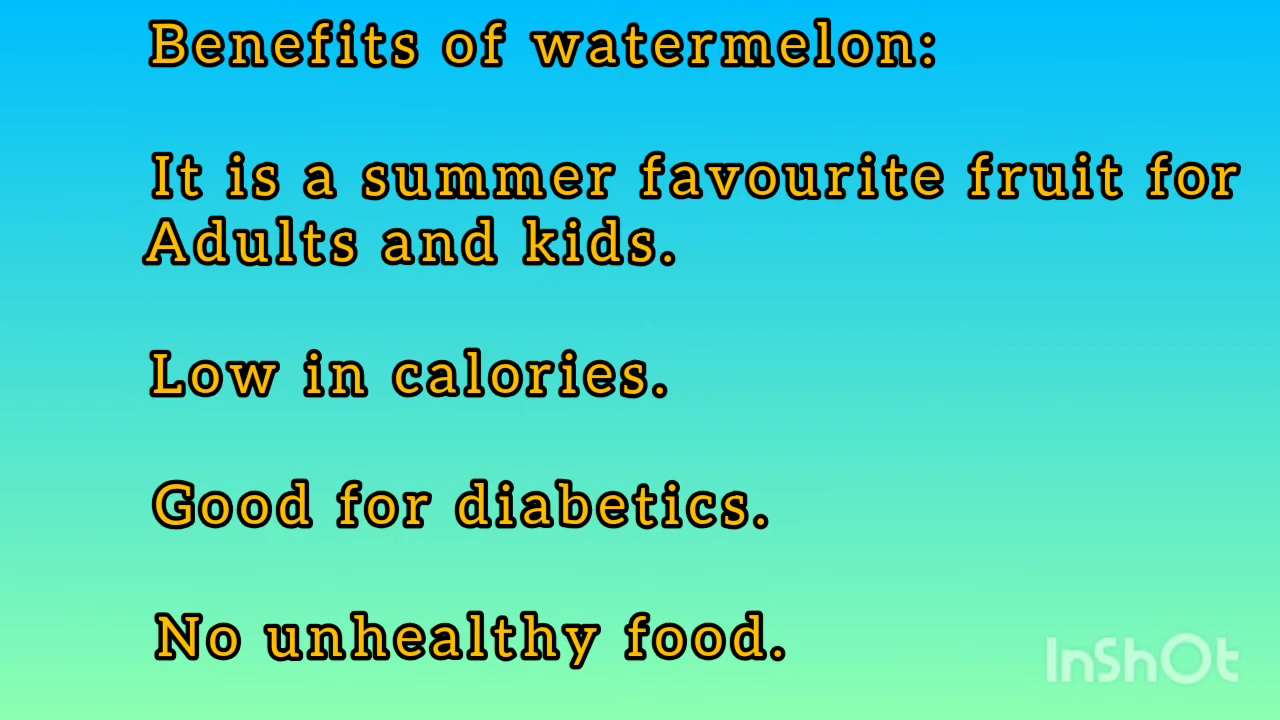 Benefits of watermelon:
It is a summer favourite fruit for
Adults and kids.
Low in calories.
Good for diabetics.
No unhealthy food.
InShOt